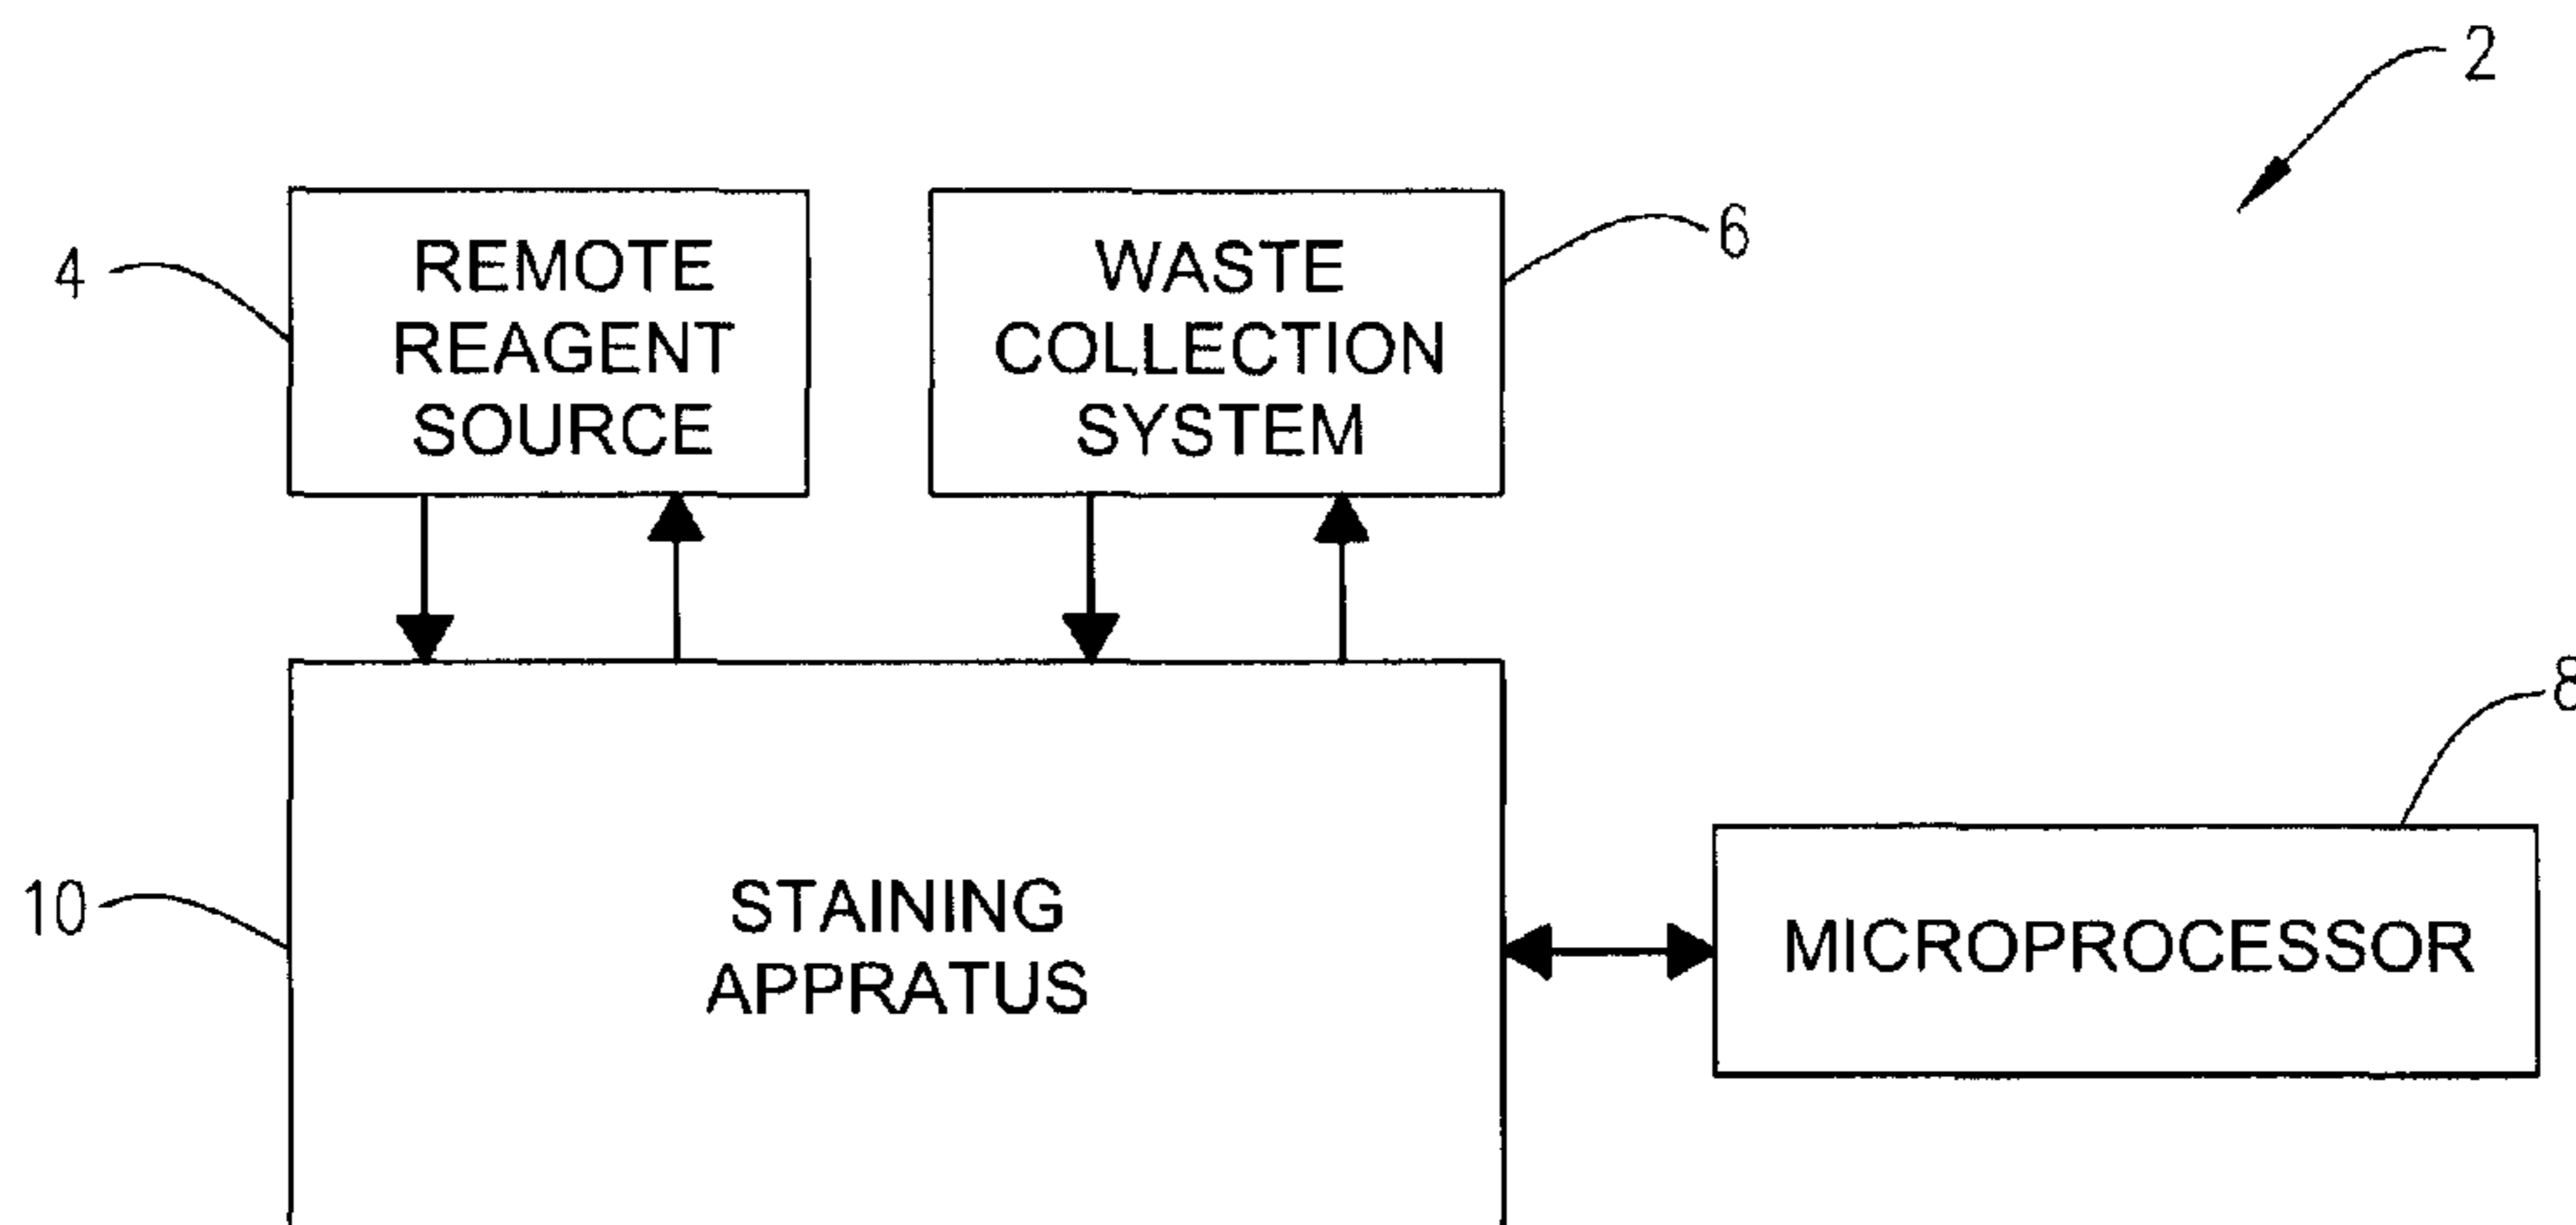 2
4
REMOTE
REAGENT
SOURCE
WASTE
COLLECTION
SYSTEM
6
10
STAINING
APPRATUS
8
MICROPROCESSOR